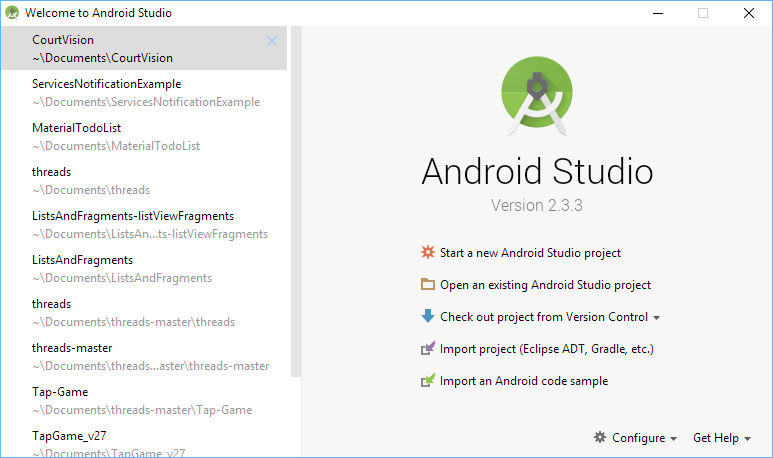 Welcome to Android Studio
CourtVision
~\Documents\CourtVision
ServicesNotificationExample
~\Documents\ServicesNotificationExample
MaterialTodoList
~\Documents\MaterialTodoList
threads
~\Documents\threads
ListsAndFragments-listViewFragments
~\Documents\ListsAn...ts-listViewFragments
ListsAndFragments
~\Documents\ListsAndFragments
threads
~\Documents\threads-master\threads
threads-master
~\Documents\threads...aster\threads-master
Tap-Game
~\Documents\threads-master\Tap-Game
TapGame_v27
~\Documents\TapGame_v27
Android Studio
Version 2.3.3
Start a new Android Studio project
Open an existing Android Studio project
Check out project from Version Control
Import project (Eclipse ADT, Gradle, etc.)
Import an Android code sample
Configure
Get Help